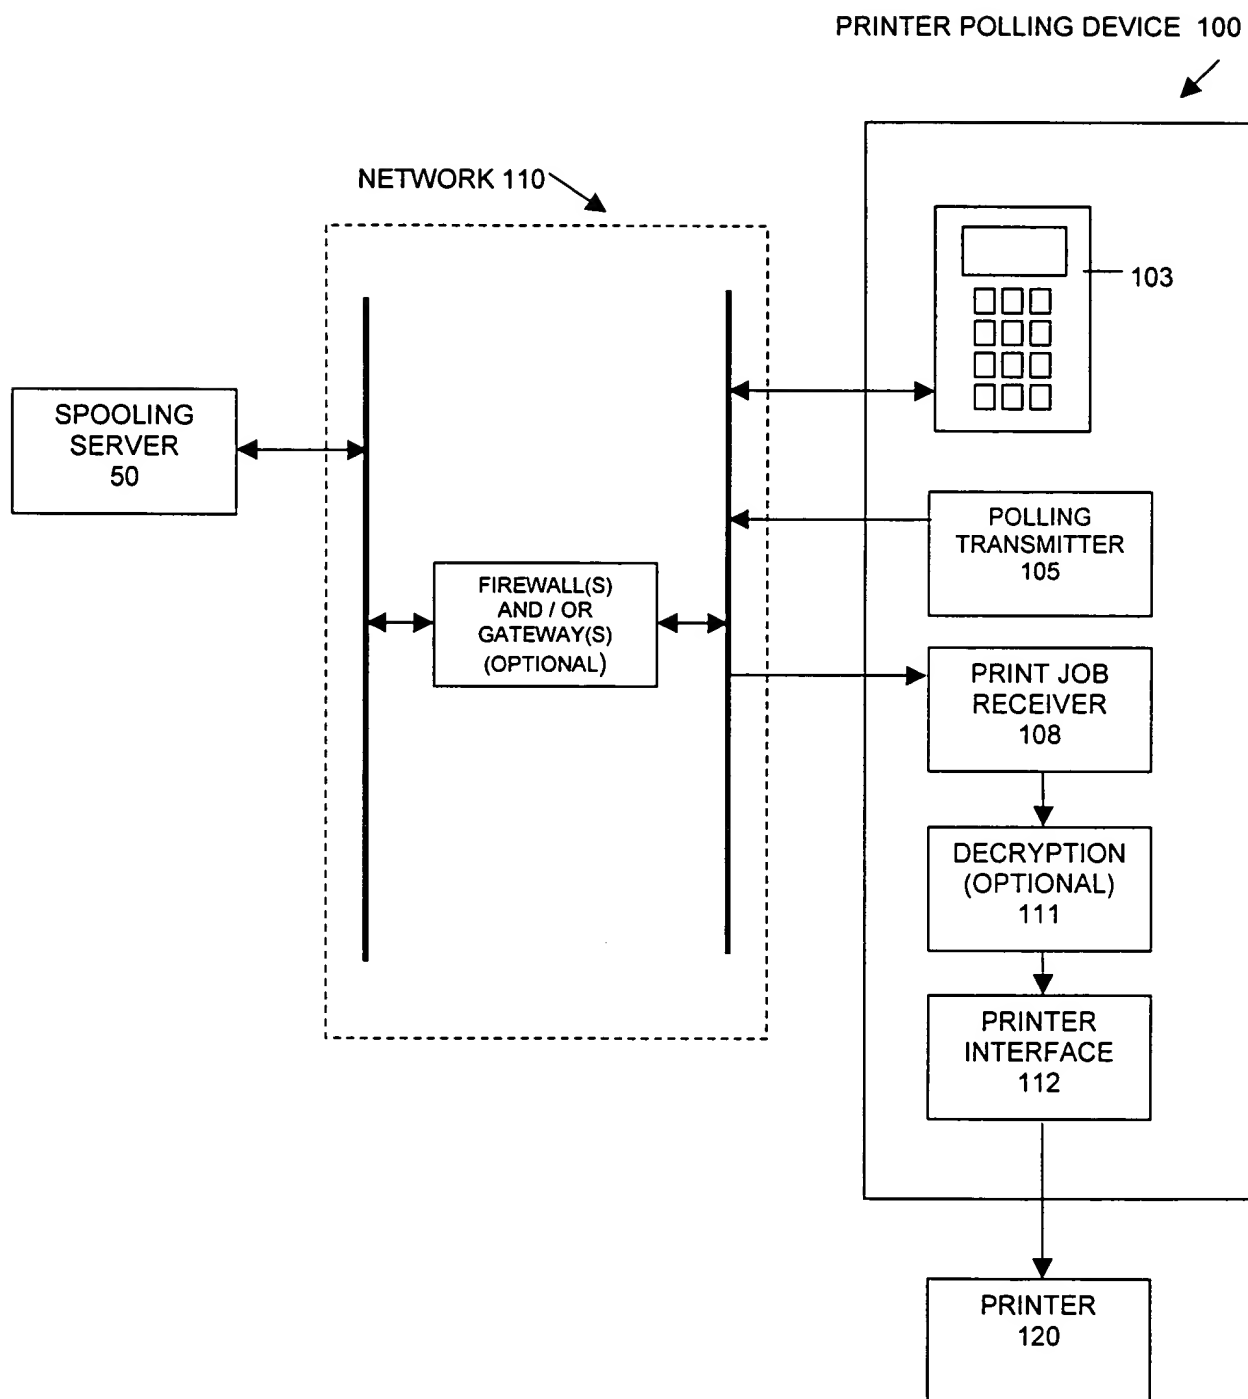 PRINTER POLLING DEVICE 100
NETWORK 110
103
SPOOLING
SERVER
50
POLLING
TRANSMITTER
105
FIREWALL(S)
AND / OR
GATEWAY(S)
(OPTIONAL)
PRINT JOB
RECEIVER
108
DECRYPTION
(OPTIONAL)
111
PRINTER
INTERFACE
112
PRINTER
120